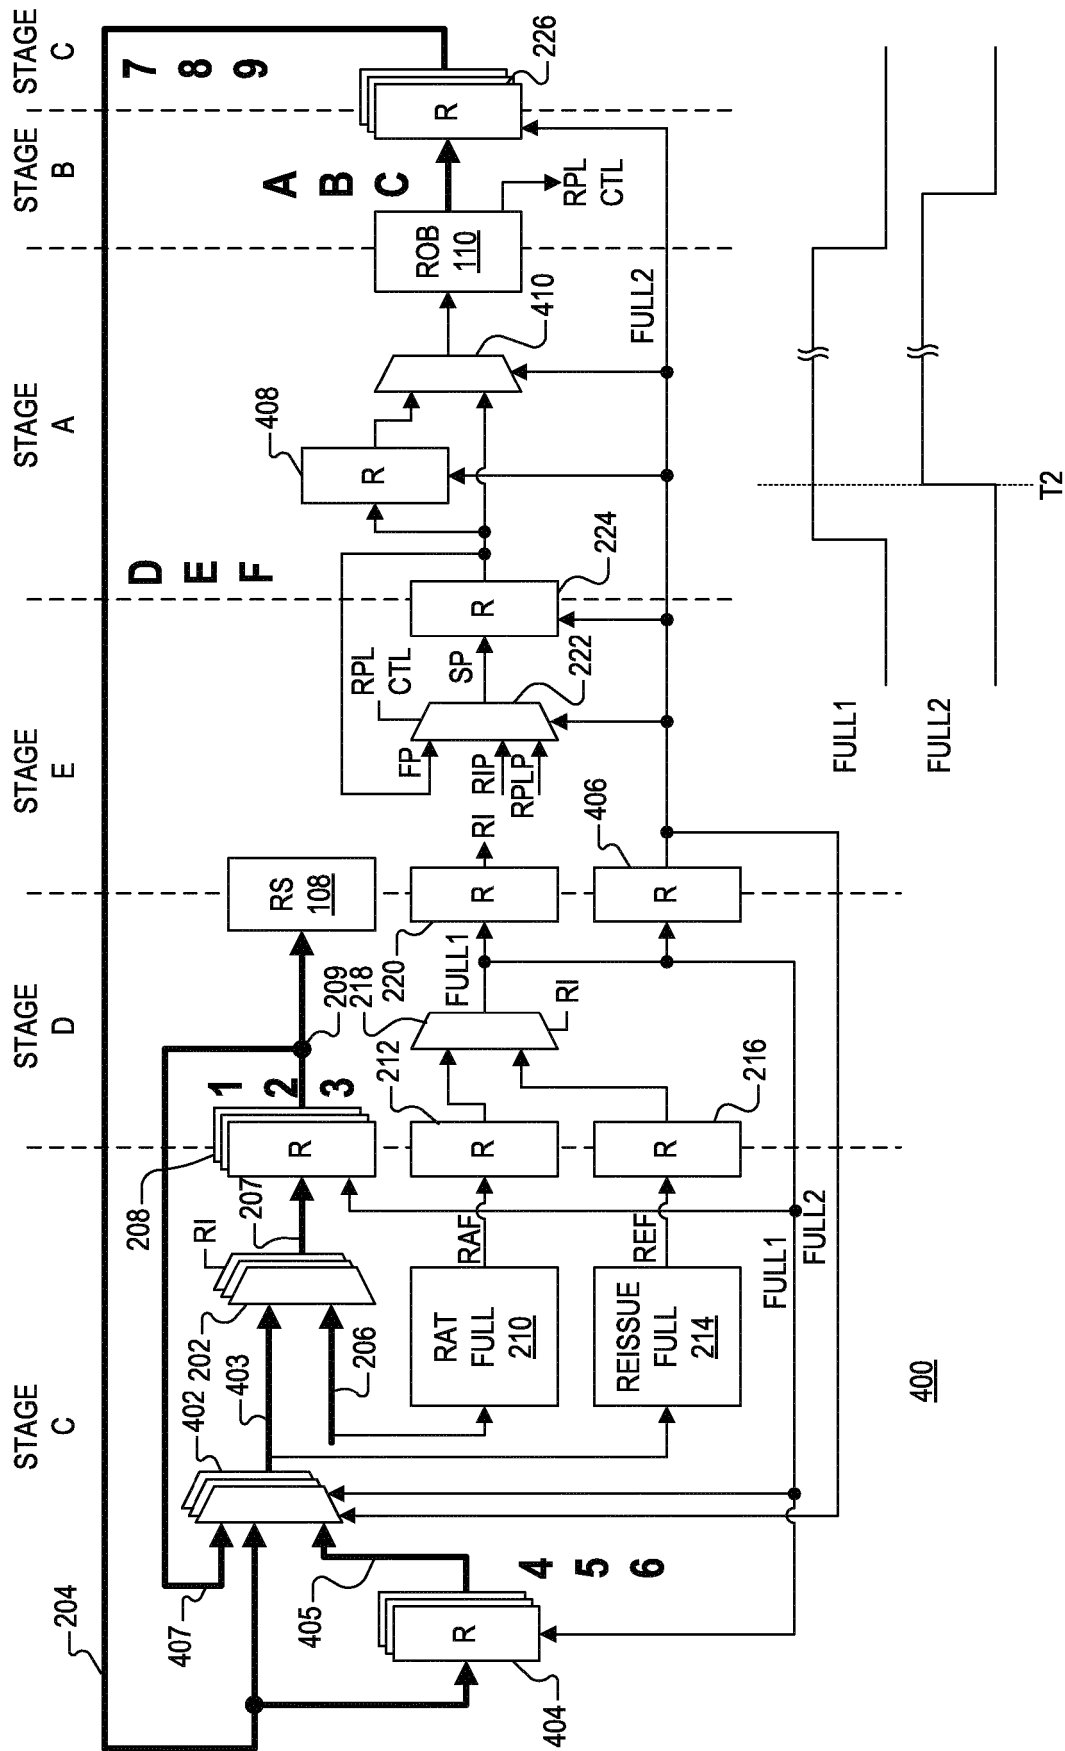 STAGE C
STAGE D
STAGE E
STAGE A
STAGE B
STAGE C
204
407
402
403
202
RI
207
208
1
2
3
209
218
RS
108
D
E
F
408
R
410
A
B
C
7
8
9
226
R
405
404
R
4
5
6
206
R
RAT
FULL
210
RAF
R
212
FULL1
220
R
RI
FP
RIP
RPLP
RPL
CTL
SP
222
R
224
ROB
110
RPL
CTL
REISSUE
FULL
214
REF
R
216
RI
R
406
FULL2
FULL1
FULL2
400
FULL1
FULL2
T2